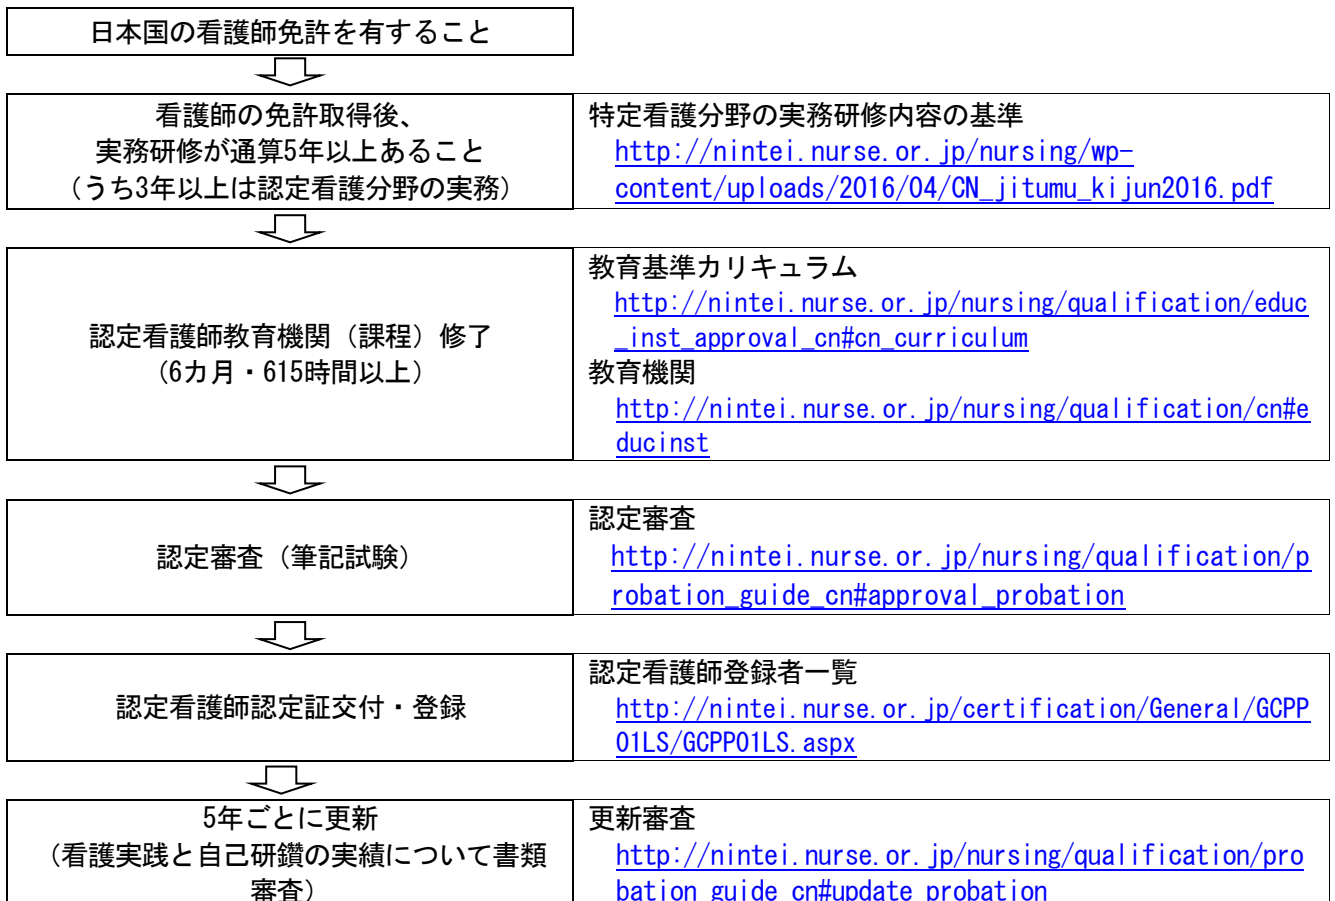 日本国の看護師免許を有すること
看護師の免許取得後、
実務研修が通算5年以上あること
（うち3年以上は認定看護分野の実務）
特定看護分野の実務研修内容の基準
http://nintei.nurse.or.jp/nursing/wp-
content/uploads/2016/04/CN_jitumu_kijun2016.pdf
認定看護師教育機関（課程）修了
（6カ月・615時間以上）
教育基準カリキュラム
http://nintei.nurse.or.jp/nursing/qualification/educ
_inst_approval_cn#cn_curriculum
教育機関
http://nintei.nurse.or.jp/nursing/qualification/cn#e
ducinst
認定審査（筆記試験）
認定審査
http://nintei.nurse.or.jp/nursing/qualification/p
robation_guide_cn#approval_probation
認定看護師認定証交付・登録
認定看護師登録者一覧
http://nintei.nurse.or.jp/certification/General/GCPP
01LS/GCPP01LS.aspx
5年ごとに更新
（看護実践と自己研鑽の実績について書類
審査）
更新審査
http://nintei.nurse.or.jp/nursing/qualification/pro
bation_guide_cn#update_probation